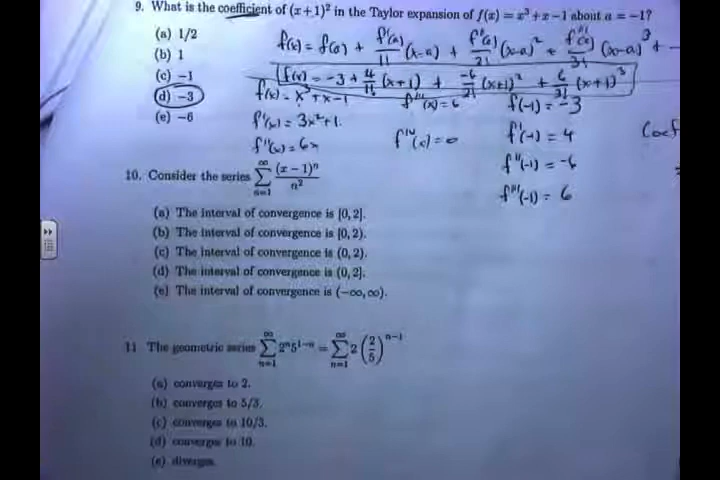 9. What is the coefficient of (x+1)² in the Taylor expansion of f(x) = x³ + x − 1 about a = −1?
(a) 1/2
(b) 1
(c) −1
(d) −3
(e) −6
f(x) = f(a) + f'(a)/1! (x−a) + f''(a)/2! (x−a)² + f'''(a)/3! (x−a)³ + −
f(x) = −3 + 4/1! (x+1) + −6/2! (x+1)² + 6/3! (x+1)³
f(x) = x³ + x − 1
f'(x) = 3x² + 1
f''(x) = 6x
f'''(x) = 6
f^IV(x) = 0
f(−1) = −3
f'(−1) = 4
f''(−1) = −6
f'''(−1) = 6
Coef
10. Consider the series ∞ ∑ n=1 (x − 1)ⁿ / n²
(a) The interval of convergence is [0, 2].
(b) The interval of convergence is [0, 2).
(c) The interval of convergence is (0, 2).
(d) The interval of convergence is (0, 2].
(e) The interval of convergence is (−∞, ∞).
11 The geometric series ∞ ∑ n=1 2ⁿ5¹⁻ⁿ = ∞ ∑ n=1 2 (2/5)ⁿ⁻¹
(a) converges to 2.
(b) converges to 5/3.
(c) converges to 10/3.
(d) converges to 10.
(e) diverges.